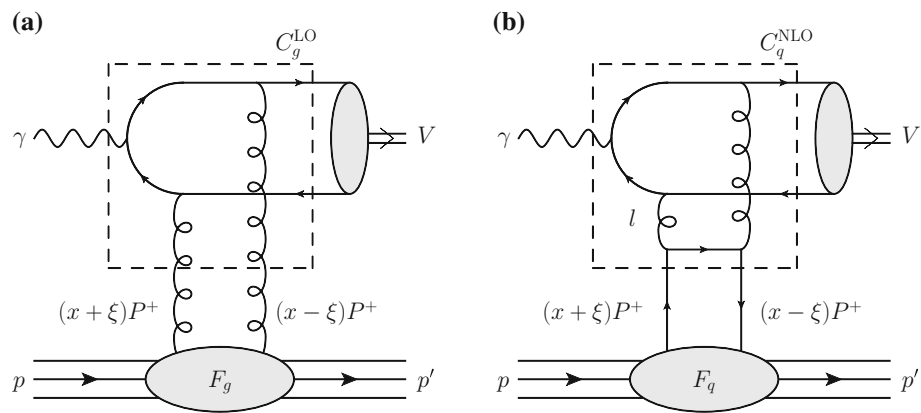 (a)
C_g^LO
γ
V
(x + ξ)P⁺ (x − ξ)P⁺
p F_g p′
(b)
C_q^NLO
γ
V
l
(x + ξ)P⁺ (x − ξ)P⁺
p F_q p′